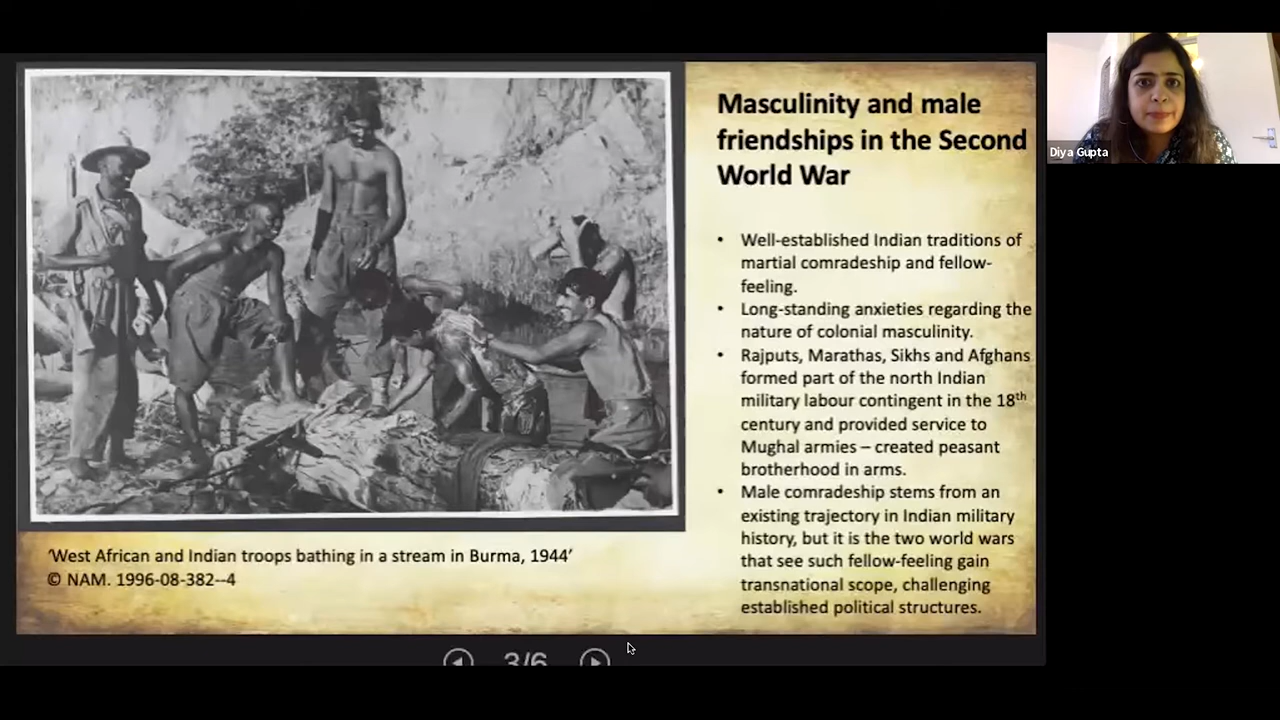 Masculinity and male
friendships in the Second
World War
• Well-established Indian traditions of
martial comradeship and fellow-
feeling.
• Long-standing anxieties regarding the
nature of colonial masculinity.
• Rajputs, Marathas, Sikhs and Afghans
formed part of the north Indian
military labour contingent in the 18th
century and provided service to
Mughal armies – created peasant
brotherhood in arms.
• Male comradeship stems from an
existing trajectory in Indian military
history, but it is the two world wars
that see such fellow-feeling gain
transnational scope, challenging
established political structures.
'West African and Indian troops bathing in a stream in Burma, 1944'
© NAM. 1996-08-382--4
3/6
Diya Gupta